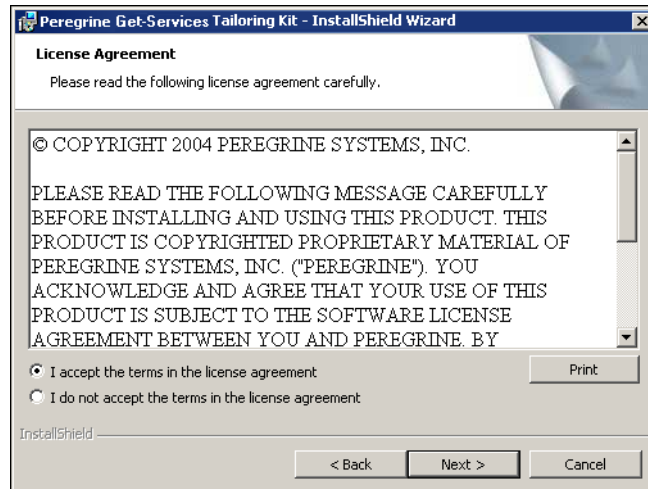 Peregrine Get-Services Tailoring Kit - InstallShield Wizard
License Agreement
Please read the following license agreement carefully.
© COPYRIGHT 2004 PEREGRINE SYSTEMS, INC.
PLEASE READ THE FOLLOWING MESSAGE CAREFULLY
BEFORE INSTALLING AND USING THIS PRODUCT. THIS
PRODUCT IS COPYRIGHTED PROPRIETARY MATERIAL OF
PEREGRINE SYSTEMS, INC. ("PEREGRINE"). YOU
ACKNOWLEDGE AND AGREE THAT YOUR USE OF THIS
PRODUCT IS SUBJECT TO THE SOFTWARE LICENSE
AGREEMENT BETWEEN YOU AND PEREGRINE. BY
I accept the terms in the license agreement
Print
I do not accept the terms in the license agreement
InstallShield
< Back
Next >
Cancel